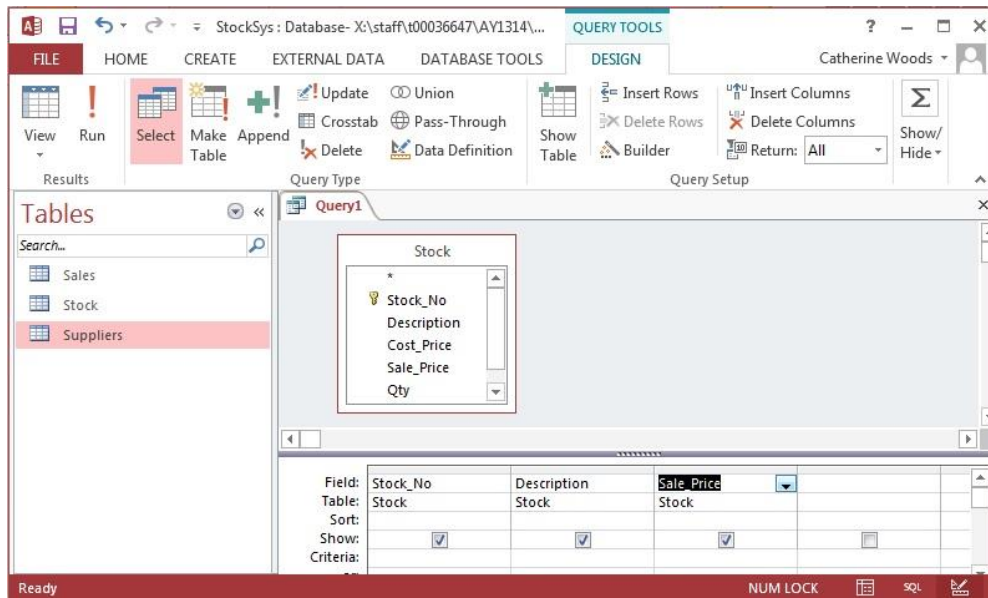 StockSys : Database- X:\staff\t00036647\AY1314\...
QUERY TOOLS
?
FILE
HOME
CREATE
EXTERNAL DATA
DATABASE TOOLS
DESIGN
Catherine Woods
View
Run
Select
Make Table
Append
Update
Crosstab
Delete
Union
Pass-Through
Data Definition
Show Table
Insert Rows
Delete Rows
Builder
Insert Columns
Delete Columns
Return: All
Show/ Hide
Results
Query Type
Query Setup
Tables
Search...
Sales
Stock
Suppliers
Query1
Stock
*
Stock_No
Description
Cost_Price
Sale_Price
Qty
Field: Stock_No Description Sale_Price
Table: Stock Stock Stock
Sort:
Show:
Criteria:
Ready
NUM LOCK
SQL